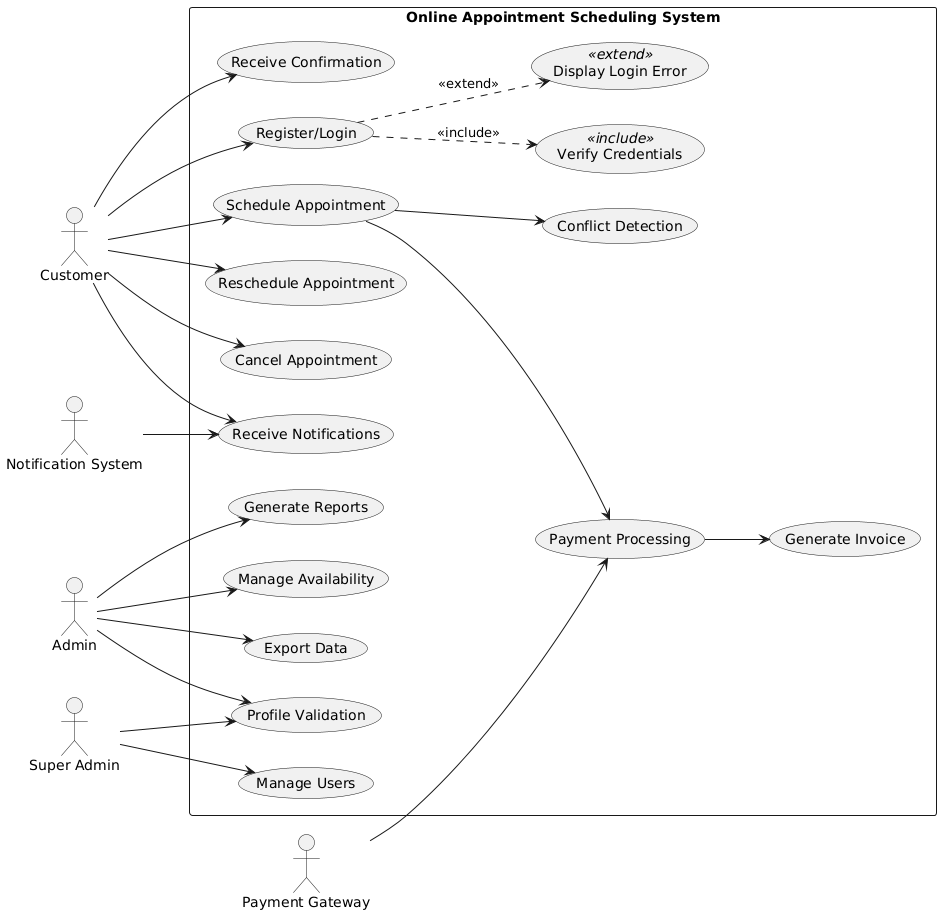 Online Appointment Scheduling System
Receive Confirmation
«extend»
Display Login Error
«extend»
Register/Login
«include»
«include»
Verify Credentials
Schedule Appointment
Conflict Detection
Customer
Reschedule Appointment
Cancel Appointment
Receive Notifications
Notification System
Generate Reports
Payment Processing
Generate Invoice
Manage Availability
Admin
Export Data
Profile Validation
Super Admin
Manage Users
Payment Gateway